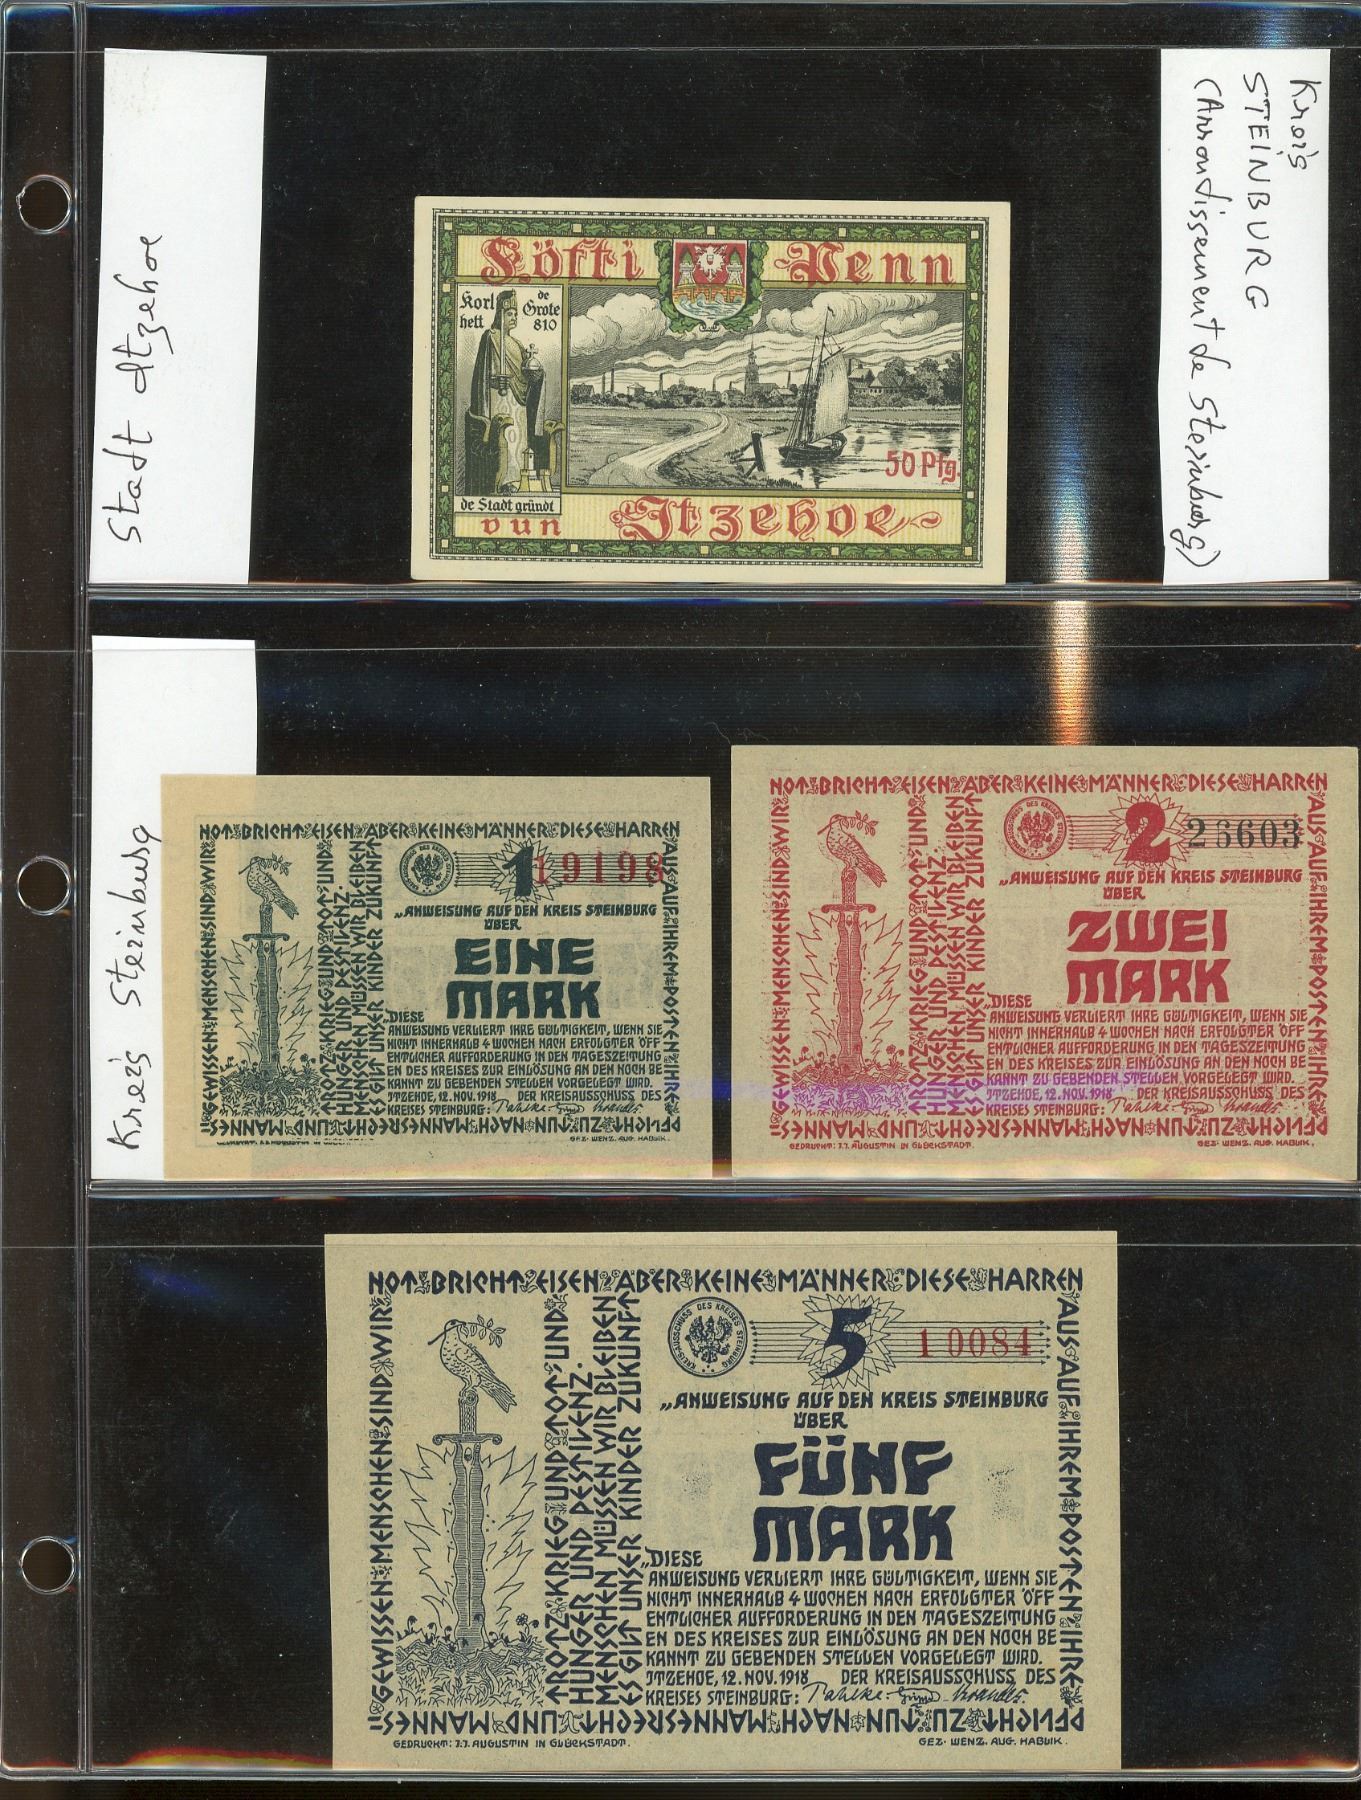 Stadt Itzehoe
Kreis
STEINBURG
(Arrondissement de Steinburg)
Föfti Penn
Korl de Grote
hett 810
de Stadt gründt
50 Pfg.
vun Itzehoe
Kreis Steinburg
NOT BRICHT EISEN ABER KEINE MÄNNER DIESE HARREN
AUS AUF IHREM POSTEN IHRE
PFLICHT ZU TUN NACH MANNESRECHT UND MANNES
GEWISSEN MENSCHEN SIND WIR
TROTZ KRIEG UND TOT UND
HUNGER UND PESTILENZ.
MENSCHEN MÜSSEN WIR BLEIBEN
ES GILT UNSER KINDER ZUKUNFT
KREIS-AUSSCHUSS DES KREISES STEINBURG
1 19198
„ANWEISUNG AUF DEN KREIS STEINBURG
ÜBER
EINE
MARK
„DIESE
ANWEISUNG VERLIERT IHRE GÜLTIGKEIT, WENN SIE
NICHT INNERHALB 4 WOCHEN NACH ERFOLGTER ÖFF
ENTLICHER AUFFORDERUNG IN DEN TAGESZEITUNG
EN DES KREISES ZUR EINLÖSUNG AN DEN NOCH BE
KANNT ZU GEBENDEN STELLEN VORGELEGT WIRD.
ITZEHOE, 12. NOV. 1918 DER KREISAUSSCHUSS DES
KREISES STEINBURG: Pahlke
GEDRUCKT: J.J. AUGUSTIN IN GLÜCKSTADT
GEZ. WENZ. AUG. HABLIK.
NOT BRICHT EISEN ABER KEINE MÄNNER DIESE HARREN
AUS AUF IHREM POSTEN IHRE
PFLICHT ZU TUN NACH MANNESRECHT UND MANNES
GEWISSEN MENSCHEN SIND WIR
TROTZ KRIEG UND TOT UND
HUNGER UND PESTILENZ.
MENSCHEN MÜSSEN WIR BLEIBEN
ES GILT UNSER KINDER ZUKUNFT
KREIS-AUSSCHUSS DES KREISES STEINBURG
2 26603
„ANWEISUNG AUF DEN KREIS STEINBURG
ÜBER
ZWEI
MARK
„DIESE
ANWEISUNG VERLIERT IHRE GÜLTIGKEIT, WENN SIE
NICHT INNERHALB 4 WOCHEN NACH ERFOLGTER ÖFF
ENTLICHER AUFFORDERUNG IN DEN TAGESZEITUNG
EN DES KREISES ZUR EINLÖSUNG AN DEN NOCH BE
KANNT ZU GEBENDEN STELLEN VORGELEGT WIRD.
ITZEHOE, 12. NOV. 1918 DER KREISAUSSCHUSS DES
KREISES STEINBURG: Pahlke
GEDRUCKT: J.J. AUGUSTIN IN GLÜCKSTADT.
GEZ. WENZ. AUG. HABLIK.
NOT BRICHT EISEN ABER KEINE MÄNNER DIESE HARREN
AUS AUF IHREM POSTEN IHRE
PFLICHT ZU TUN NACH MANNESRECHT UND MANNES
GEWISSEN MENSCHEN SIND WIR
TROTZ KRIEG UND TOT UND
HUNGER UND PESTILENZ.
MENSCHEN MÜSSEN WIR BLEIBEN
ES GILT UNSER KINDER ZUKUNFT
KREIS-AUSSCHUSS DES KREISES STEINBURG
5 10084
„ANWEISUNG AUF DEN KREIS STEINBURG
ÜBER
FÜNF
MARK
„DIESE
ANWEISUNG VERLIERT IHRE GÜLTIGKEIT, WENN SIE
NICHT INNERHALB 4 WOCHEN NACH ERFOLGTER ÖFF
ENTLICHER AUFFORDERUNG IN DEN TAGESZEITUNG
EN DES KREISES ZUR EINLÖSUNG AN DEN NOCH BE
KANNT ZU GEBENDEN STELLEN VORGELEGT WIRD.
ITZEHOE, 12. NOV. 1918 DER KREISAUSSCHUSS DES
KREISES STEINBURG: Pahlke
GEDRUCKT: J.J. AUGUSTIN IN GLÜCKSTADT.
GEZ. WENZ. AUG. HABLIK.